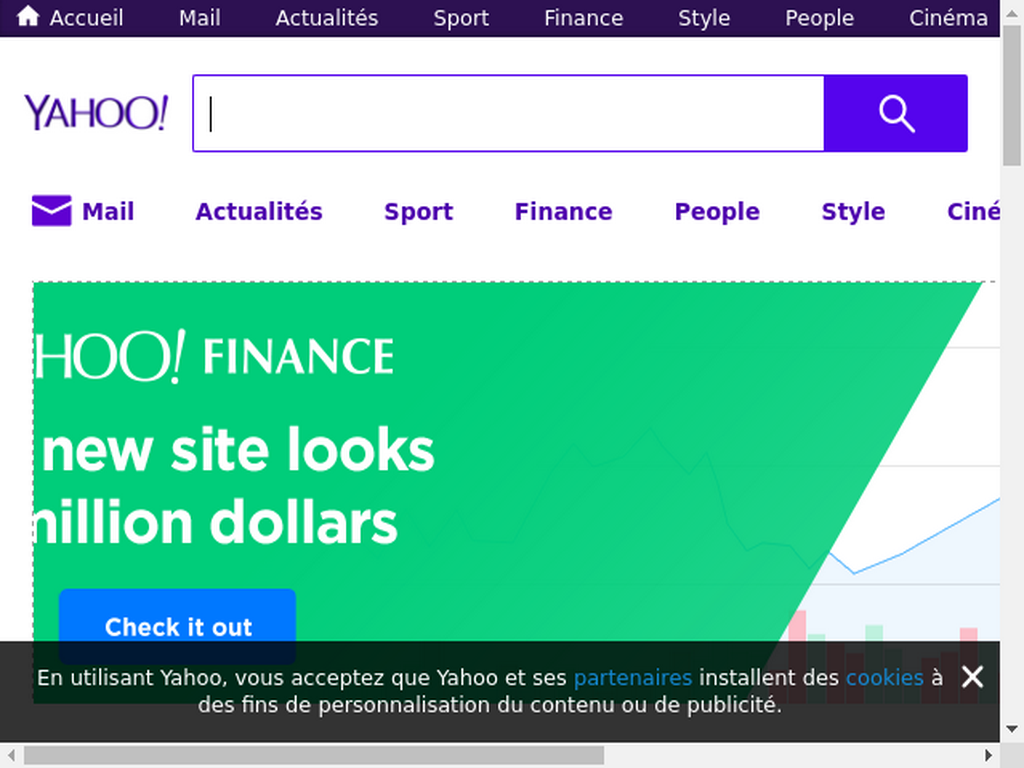 Accueil Mail Actualités Sport Finance Style People Cinéma
YAHOO!
Mail Actualités Sport Finance People Style Ciné
HOO! FINANCE
new site looks
million dollars
Check it out
En utilisant Yahoo, vous acceptez que Yahoo et ses partenaires installent des cookies à
des fins de personnalisation du contenu ou de publicité.